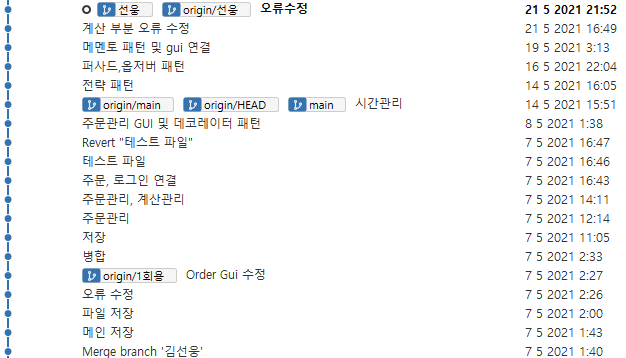 선웅 origin/선웅 오류수정 21 5 2021 21:52
계산 부분 오류 수정 21 5 2021 16:49
메멘토 패턴 및 gui 연결 19 5 2021 3:13
퍼사드,옵저버 패턴 16 5 2021 22:04
전략 패턴 14 5 2021 16:05
origin/main origin/HEAD main 시간관리 14 5 2021 15:51
주문관리 GUI 및 데코레이터 패턴 8 5 2021 1:38
Revert "테스트 파일" 7 5 2021 16:47
테스트 파일 7 5 2021 16:46
주문, 로그인 연결 7 5 2021 16:43
주문관리, 계산관리 7 5 2021 14:11
주문관리 7 5 2021 12:14
저장 7 5 2021 11:05
병합 7 5 2021 2:33
origin/1회용 Order Gui 수정 7 5 2021 2:27
오류 수정 7 5 2021 2:26
파일 저장 7 5 2021 2:00
메인 저장 7 5 2021 1:43
Merge branch '김선웅' 7 5 2021 1:40